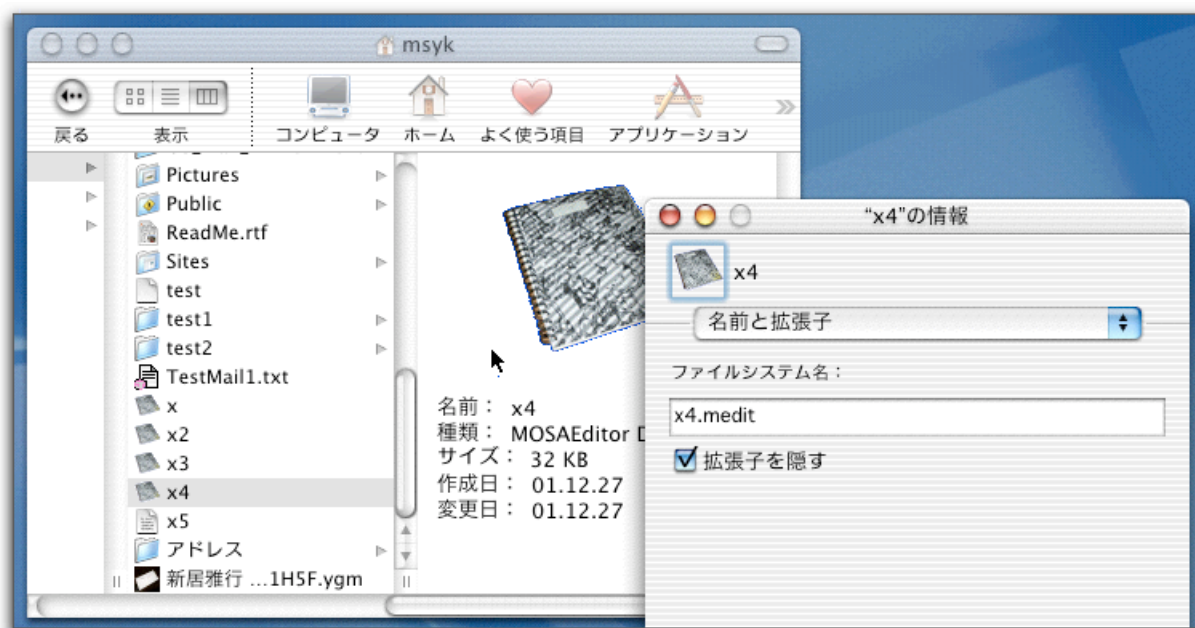 msyk
戻る 表示 コンピュータ ホーム よく使う項目 アプリケーション
Pictures
Public
ReadMe.rtf
Sites
test
test1
test2
TestMail1.txt
x
x2
x3
x4
x5
アドレス
新居雅行 ...1H5F.ygm
名前： x4
種類： MOSAEditor
サイズ： 32 KB
作成日： 01.12.27
変更日： 01.12.27
“x4”の情報
x4
名前と拡張子
ファイルシステム名：
x4.medit
拡張子を隠す